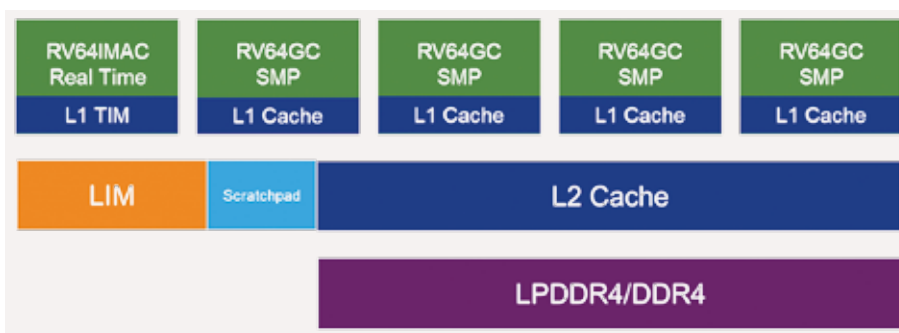 RV64IMAC
Real Time
L1 TIM
RV64GC
SMP
L1 Cache
RV64GC
SMP
L1 Cache
RV64GC
SMP
L1 Cache
RV64GC
SMP
L1 Cache
LIM
Scratchpad
L2 Cache
LPDDR4/DDR4